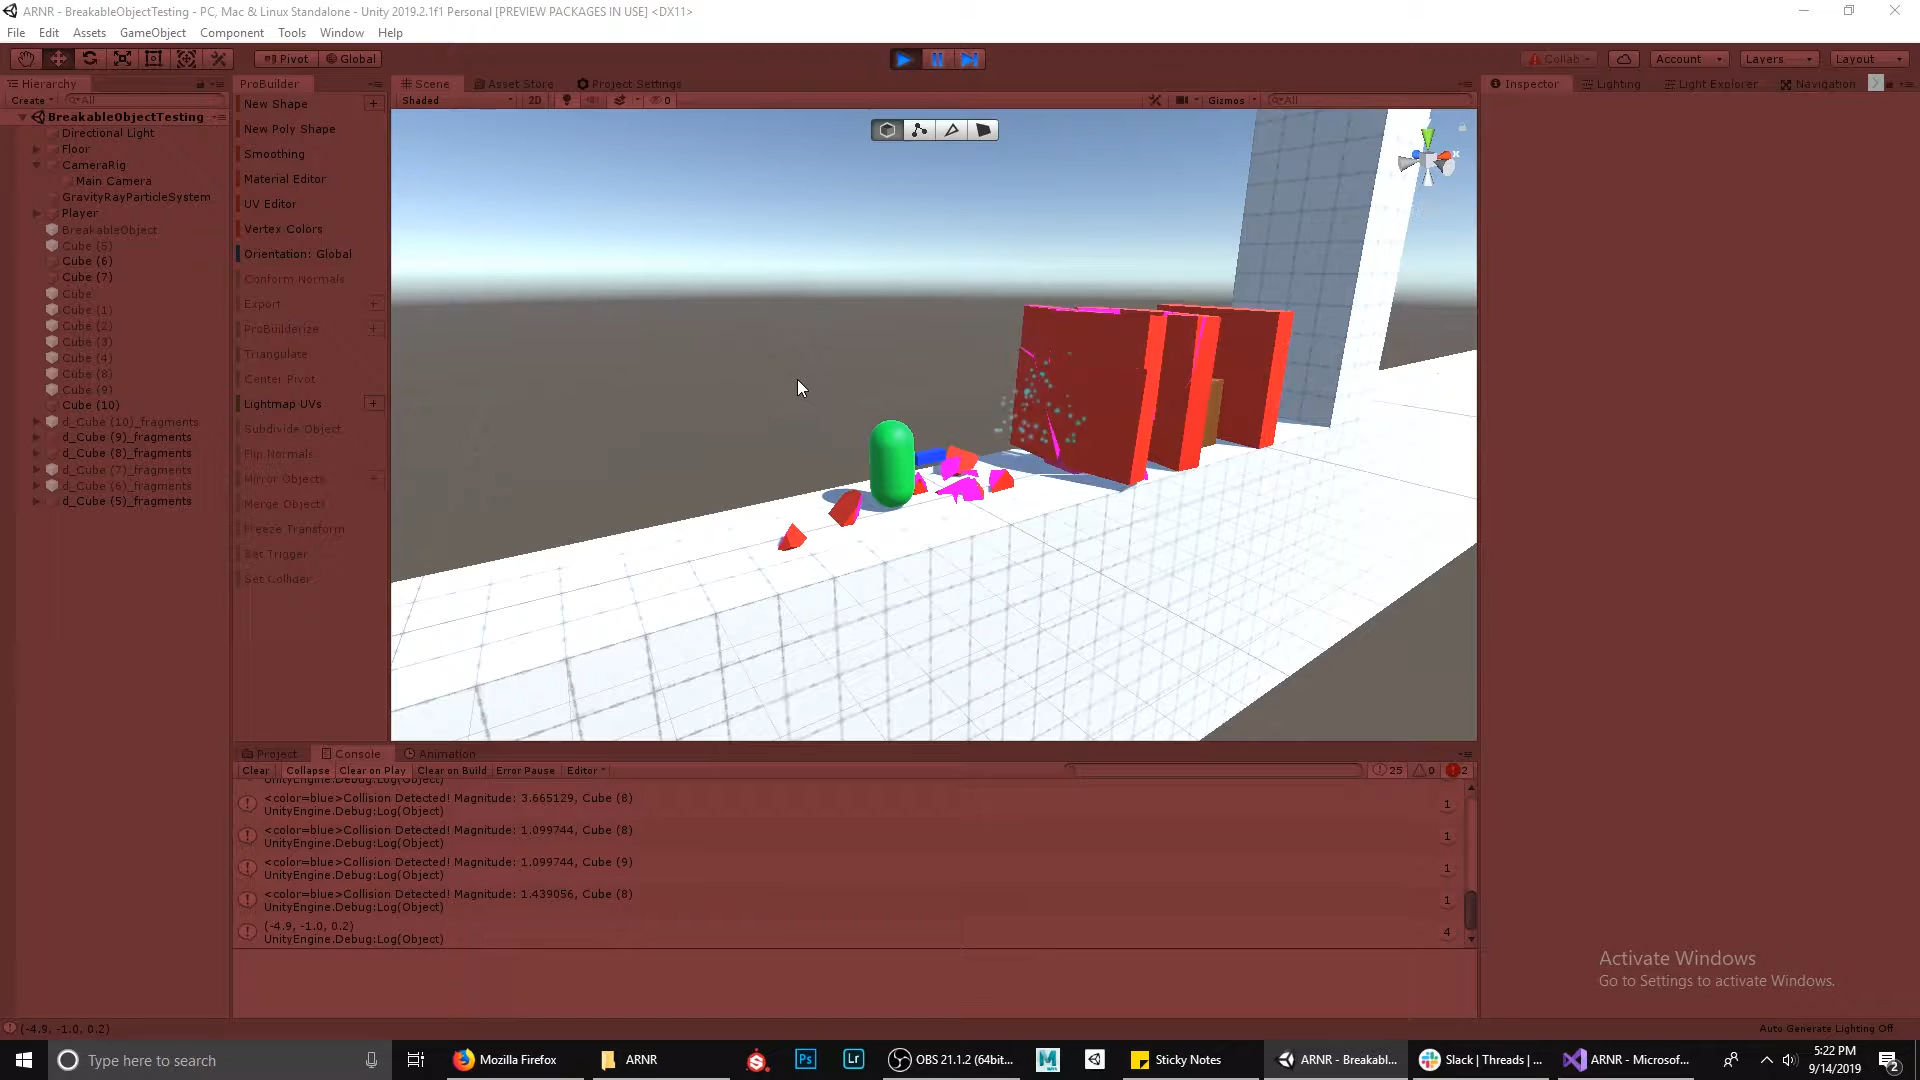 ARNR - BreakableObjectTesting - PC, Mac & Linux Standalone - Unity 2019.2.1f1 Personal [PREVIEW PACKAGES IN USE] <DX11>
File Edit Assets GameObject Component Tools Window Help
Pivot Global Collab Account Layers Layout
Hierarchy
Create All
BreakableObjectTesting
Directional Light
Floor
CameraRig
Main Camera
GravityRayParticleSystem
Player
BreakableObject
Cube (5)
Cube (6)
Cube (7)
Cube
Cube (1)
Cube (2)
Cube (3)
Cube (4)
Cube (8)
Cube (9)
Cube (10)
d_Cube (10)_fragments
d_Cube (9)_fragments
d_Cube (8)_fragments
d_Cube (7)_fragments
d_Cube (6)_fragments
d_Cube (5)_fragments
ProBuilder
New Shape +
New Poly Shape
Smoothing
Material Editor
UV Editor
Vertex Colors
Orientation: Global
Conform Normals
Export +
ProBuilderize +
Triangulate
Center Pivot
Lightmap UVs +
Subdivide Object
Flip Normals
Mirror Objects +
Merge Objects
Freeze Transform
Set Trigger
Set Collider
Scene Asset Store Project Settings
Shaded 2D 0 Gizmos All
x
Inspector Lighting Light Explorer Navigation
Project Console Animation
Clear Collapse Clear on Play Clear on Build Error Pause Editor 25 0 2
UnityEngine.Debug:Log(Object)
<color=blue>Collision Detected! Magnitude: 3.665129, Cube (8)
UnityEngine.Debug:Log(Object)
1
<color=blue>Collision Detected! Magnitude: 1.099744, Cube (8)
UnityEngine.Debug:Log(Object)
1
<color=blue>Collision Detected! Magnitude: 1.099744, Cube (9)
UnityEngine.Debug:Log(Object)
1
<color=blue>Collision Detected! Magnitude: 1.439056, Cube (8)
UnityEngine.Debug:Log(Object)
1
(-4.9, -1.0, 0.2)
UnityEngine.Debug:Log(Object)
4
Activate Windows
Go to Settings to activate Windows.
(-4.9, -1.0, 0.2)
Auto Generate Lighting Off
Type here to search
Mozilla Firefox
ARNR
Ps
Lr
OBS 21.1.2 (64bit...
Sticky Notes
ARNR - Breakabl...
Slack | Threads | ...
ARNR - Microsof...
5:22 PM
9/14/2019
2